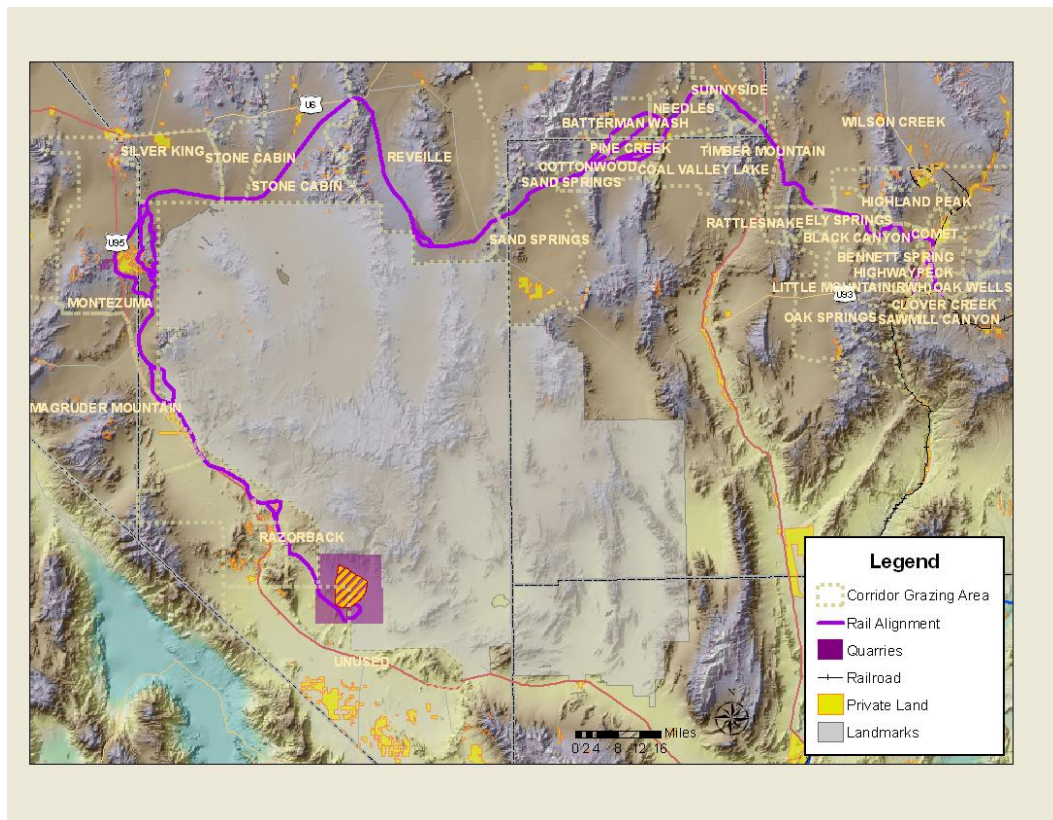 SUNNYSIDE
U6
NEEDLES
BATTERMAN WASH
WILSON CREEK
SILVER KING
STONE CABIN
REVEILLE
PINE CREEK
TIMBER MOUNTAIN
COTTONWOOD
COAL VALLEY LAKE
STONE CABIN
SAND SPRINGS
HIGHLAND PEAK
RATTLESNAKE
ELY SPRINGS
U95
SAND SPRINGS
BLACK CANYON
COMET
BENNETT SPRING
HIGHWAY
PECK
LITTLE MOUNTAIN
OAK WELLS
MONTEZUMA
U93
CLOVER CREEK
OAK SPRINGS
SAWMILL CANYON
MAGRUDER MOUNTAIN
RAZORBACK
UNUSED
Legend
Corridor Grazing Area
Rail Alignment
Quarries
Railroad
Private Land
Landmarks
Miles
0 2 4 8 12 16